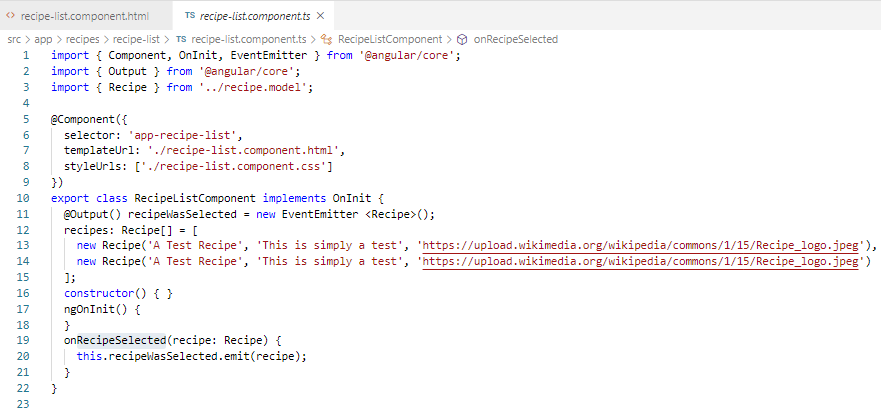 recipe-list.component.html TS recipe-list.component.ts ×
src > app > recipes > recipe-list > TS recipe-list.component.ts > RecipeListComponent > onRecipeSelected
1 import { Component, OnInit, EventEmitter } from '@angular/core';
2 import { Output } from '@angular/core';
3 import { Recipe } from '../recipe.model';
4
5 @Component({
6 selector: 'app-recipe-list',
7 templateUrl: './recipe-list.component.html',
8 styleUrls: ['./recipe-list.component.css']
9 })
10 export class RecipeListComponent implements OnInit {
11 @Output() recipeWasSelected = new EventEmitter <Recipe>();
12 recipes: Recipe[] = [
13 new Recipe('A Test Recipe', 'This is simply a test', 'https://upload.wikimedia.org/wikipedia/commons/1/15/Recipe_logo.jpeg'),
14 new Recipe('A Test Recipe', 'This is simply a test', 'https://upload.wikimedia.org/wikipedia/commons/1/15/Recipe_logo.jpeg')
15 ];
16 constructor() { }
17 ngOnInit() {
18 }
19 onRecipeSelected(recipe: Recipe) {
20 this.recipeWasSelected.emit(recipe);
21 }
22 }
23